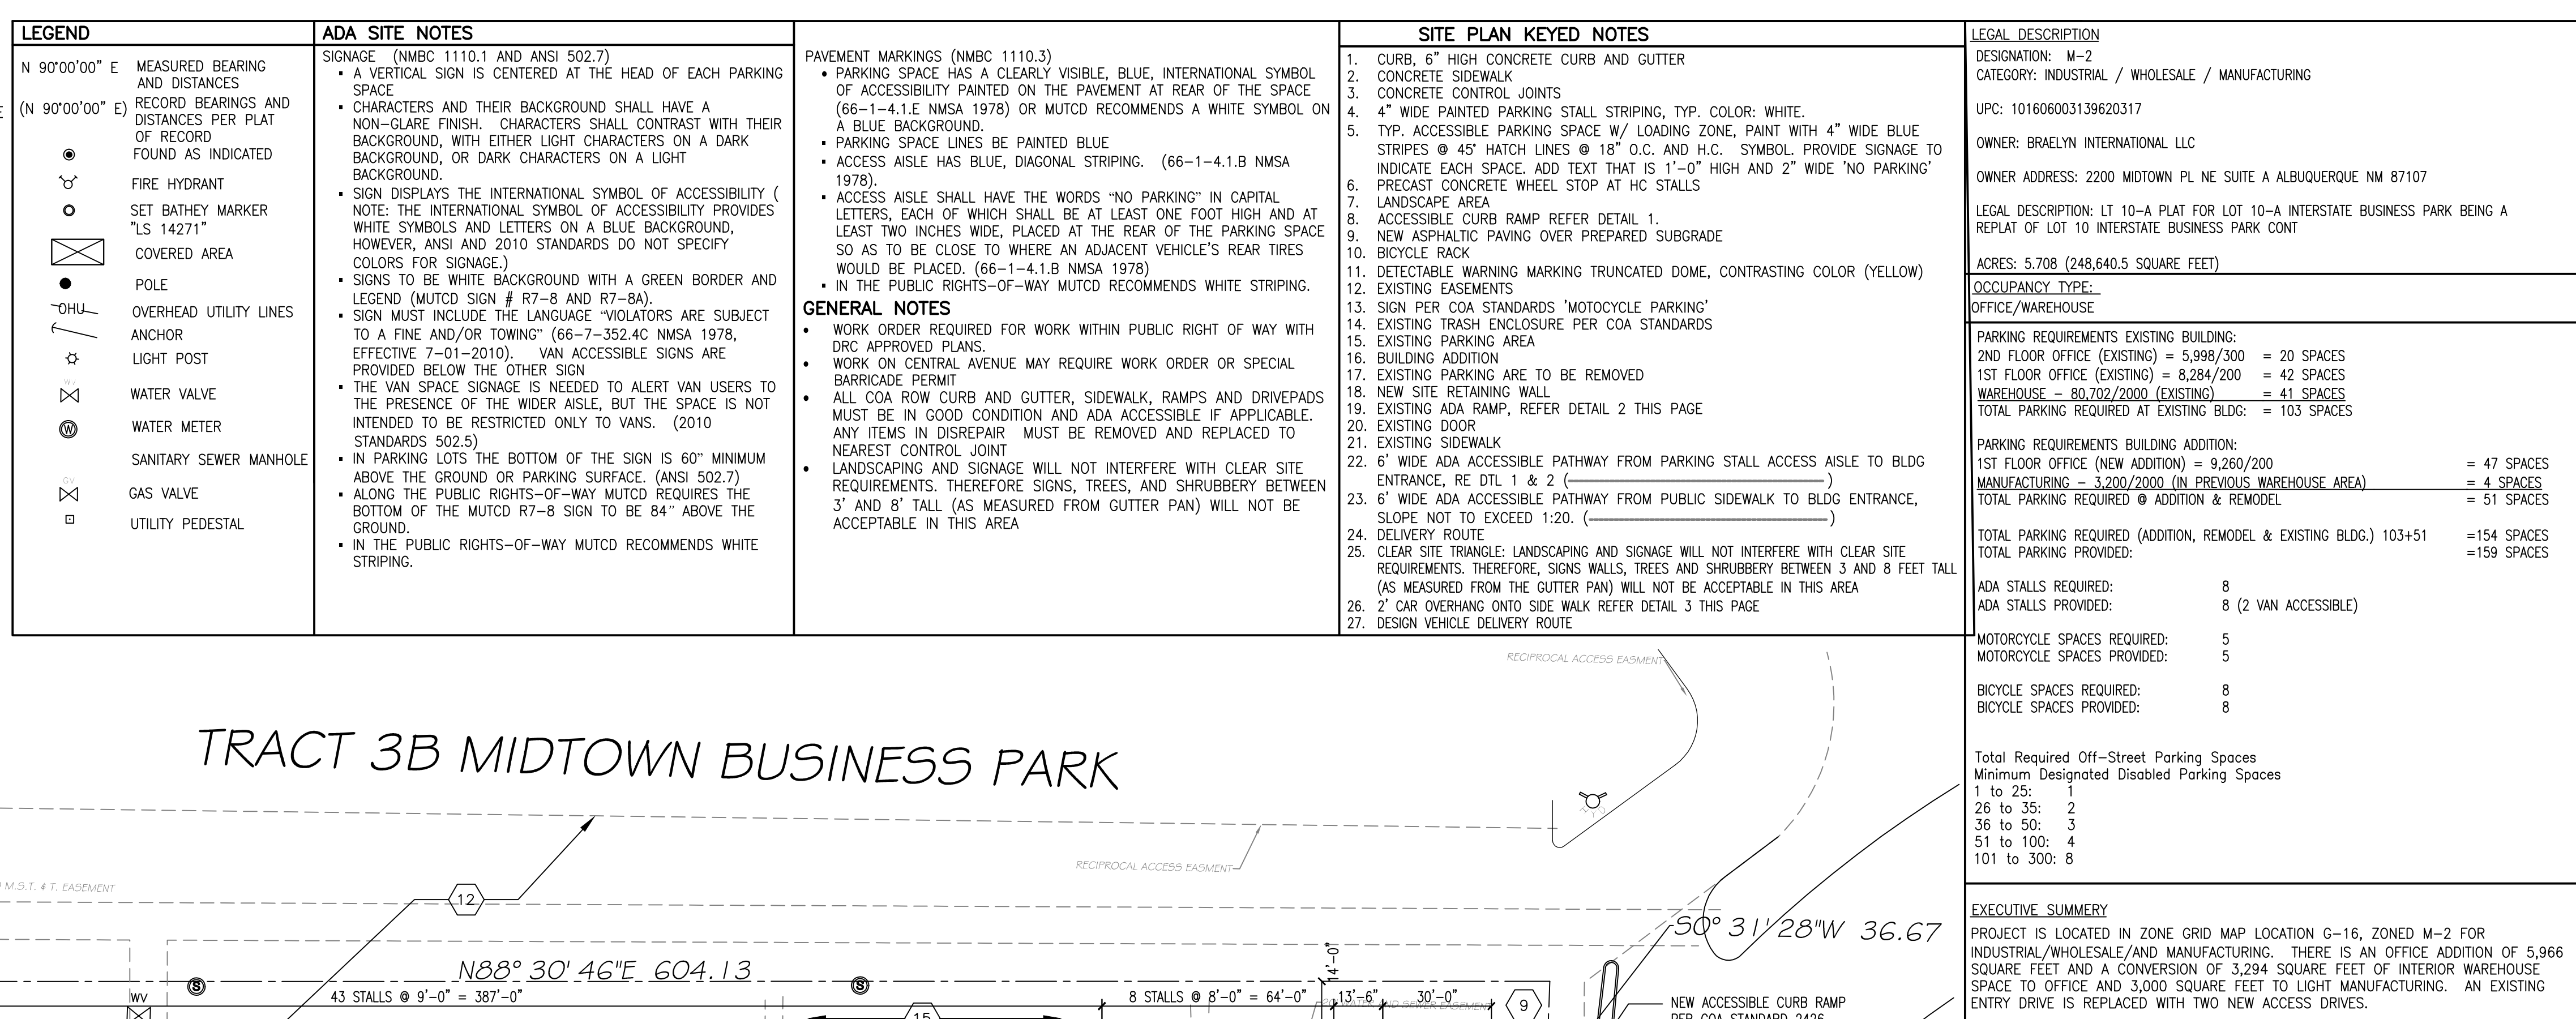 LEGEND
N 90°00'00" E MEASURED BEARING
AND DISTANCES
(N 90°00'00" E) RECORD BEARINGS AND
DISTANCES PER PLAT
OF RECORD
FOUND AS INDICATED
FIRE HYDRANT
SET BATHEY MARKER
"LS 14271"
COVERED AREA
POLE
OHU OVERHEAD UTILITY LINES
ANCHOR
LIGHT POST
WV
WATER VALVE
W WATER METER
SANITARY SEWER MANHOLE
GV
GAS VALVE
UTILITY PEDESTAL
ADA SITE NOTES
SIGNAGE (NMBC 1110.1 AND ANSI 502.7)
▪ A VERTICAL SIGN IS CENTERED AT THE HEAD OF EACH PARKING
SPACE
▪ CHARACTERS AND THEIR BACKGROUND SHALL HAVE A
NON-GLARE FINISH. CHARACTERS SHALL CONTRAST WITH THEIR
BACKGROUND, WITH EITHER LIGHT CHARACTERS ON A DARK
BACKGROUND, OR DARK CHARACTERS ON A LIGHT
BACKGROUND.
▪ SIGN DISPLAYS THE INTERNATIONAL SYMBOL OF ACCESSIBILITY (
NOTE: THE INTERNATIONAL SYMBOL OF ACCESSIBILITY PROVIDES
WHITE SYMBOLS AND LETTERS ON A BLUE BACKGROUND,
HOWEVER, ANSI AND 2010 STANDARDS DO NOT SPECIFY
COLORS FOR SIGNAGE.)
▪ SIGNS TO BE WHITE BACKGROUND WITH A GREEN BORDER AND
LEGEND (MUTCD SIGN # R7-8 AND R7-8A).
▪ SIGN MUST INCLUDE THE LANGUAGE "VIOLATORS ARE SUBJECT
TO A FINE AND/OR TOWING" (66-7-352.4C NMSA 1978,
EFFECTIVE 7-01-2010). VAN ACCESSIBLE SIGNS ARE
PROVIDED BELOW THE OTHER SIGN
▪ THE VAN SPACE SIGNAGE IS NEEDED TO ALERT VAN USERS TO
THE PRESENCE OF THE WIDER AISLE, BUT THE SPACE IS NOT
INTENDED TO BE RESTRICTED ONLY TO VANS. (2010
STANDARDS 502.5)
▪ IN PARKING LOTS THE BOTTOM OF THE SIGN IS 60" MINIMUM
ABOVE THE GROUND OR PARKING SURFACE. (ANSI 502.7)
▪ ALONG THE PUBLIC RIGHTS-OF-WAY MUTCD REQUIRES THE
BOTTOM OF THE MUTCD R7-8 SIGN TO BE 84" ABOVE THE
GROUND.
▪ IN THE PUBLIC RIGHTS-OF-WAY MUTCD RECOMMENDS WHITE
STRIPING.
PAVEMENT MARKINGS (NMBC 1110.3)
• PARKING SPACE HAS A CLEARLY VISIBLE, BLUE, INTERNATIONAL SYMBOL
OF ACCESSIBILITY PAINTED ON THE PAVEMENT AT REAR OF THE SPACE
(66-1-4.1.E NMSA 1978) OR MUTCD RECOMMENDS A WHITE SYMBOL ON
A BLUE BACKGROUND.
▪ PARKING SPACE LINES BE PAINTED BLUE
▪ ACCESS AISLE HAS BLUE, DIAGONAL STRIPING. (66-1-4.1.B NMSA
1978).
▪ ACCESS AISLE SHALL HAVE THE WORDS "NO PARKING" IN CAPITAL
LETTERS, EACH OF WHICH SHALL BE AT LEAST ONE FOOT HIGH AND AT
LEAST TWO INCHES WIDE, PLACED AT THE REAR OF THE PARKING SPACE
SO AS TO BE CLOSE TO WHERE AN ADJACENT VEHICLE'S REAR TIRES
WOULD BE PLACED. (66-1-4.1.B NMSA 1978)
▪ IN THE PUBLIC RIGHTS-OF-WAY MUTCD RECOMMENDS WHITE STRIPING.
GENERAL NOTES
• WORK ORDER REQUIRED FOR WORK WITHIN PUBLIC RIGHT OF WAY WITH
DRC APPROVED PLANS.
• WORK ON CENTRAL AVENUE MAY REQUIRE WORK ORDER OR SPECIAL
BARRICADE PERMIT
• ALL COA ROW CURB AND GUTTER, SIDEWALK, RAMPS AND DRIVEPADS
MUST BE IN GOOD CONDITION AND ADA ACCESSIBLE IF APPLICABLE.
ANY ITEMS IN DISREPAIR MUST BE REMOVED AND REPLACED TO
NEAREST CONTROL JOINT
• LANDSCAPING AND SIGNAGE WILL NOT INTERFERE WITH CLEAR SITE
REQUIREMENTS. THEREFORE SIGNS, TREES, AND SHRUBBERY BETWEEN
3' AND 8' TALL (AS MEASURED FROM GUTTER PAN) WILL NOT BE
ACCEPTABLE IN THIS AREA
SITE PLAN KEYED NOTES
1. CURB, 6" HIGH CONCRETE CURB AND GUTTER
2. CONCRETE SIDEWALK
3. CONCRETE CONTROL JOINTS
4. 4" WIDE PAINTED PARKING STALL STRIPING, TYP. COLOR: WHITE.
5. TYP. ACCESSIBLE PARKING SPACE W/ LOADING ZONE, PAINT WITH 4" WIDE BLUE
STRIPES @ 45° HATCH LINES @ 18" O.C. AND H.C. SYMBOL. PROVIDE SIGNAGE TO
INDICATE EACH SPACE. ADD TEXT THAT IS 1'-0" HIGH AND 2" WIDE 'NO PARKING'
6. PRECAST CONCRETE WHEEL STOP AT HC STALLS
7. LANDSCAPE AREA
8. ACCESSIBLE CURB RAMP REFER DETAIL 1.
9. NEW ASPHALTIC PAVING OVER PREPARED SUBGRADE
10. BICYCLE RACK
11. DETECTABLE WARNING MARKING TRUNCATED DOME, CONTRASTING COLOR (YELLOW)
12. EXISTING EASEMENTS
13. SIGN PER COA STANDARDS 'MOTOCYCLE PARKING'
14. EXISTING TRASH ENCLOSURE PER COA STANDARDS
15. EXISTING PARKING AREA
16. BUILDING ADDITION
17. EXISTING PARKING ARE TO BE REMOVED
18. NEW SITE RETAINING WALL
19. EXISTING ADA RAMP, REFER DETAIL 2 THIS PAGE
20. EXISTING DOOR
21. EXISTING SIDEWALK
22. 6' WIDE ADA ACCESSIBLE PATHWAY FROM PARKING STALL ACCESS AISLE TO BLDG
ENTRANCE, RE DTL 1 & 2 ( )
23. 6' WIDE ADA ACCESSIBLE PATHWAY FROM PUBLIC SIDEWALK TO BLDG ENTRANCE,
SLOPE NOT TO EXCEED 1:20. ( )
24. DELIVERY ROUTE
25. CLEAR SITE TRIANGLE: LANDSCAPING AND SIGNAGE WILL NOT INTERFERE WITH CLEAR SITE
REQUIREMENTS. THEREFORE, SIGNS WALLS, TREES AND SHRUBBERY BETWEEN 3 AND 8 FEET TALL
(AS MEASURED FROM THE GUTTER PAN) WILL NOT BE ACCEPTABLE IN THIS AREA
26. 2' CAR OVERHANG ONTO SIDE WALK REFER DETAIL 3 THIS PAGE
27. DESIGN VEHICLE DELIVERY ROUTE
LEGAL DESCRIPTION
DESIGNATION: M-2
CATEGORY: INDUSTRIAL / WHOLESALE / MANUFACTURING
UPC: 101606003139620317
OWNER: BRAELYN INTERNATIONAL LLC
OWNER ADDRESS: 2200 MIDTOWN PL NE SUITE A ALBUQUERQUE NM 87107
LEGAL DESCRIPTION: LT 10-A PLAT FOR LOT 10-A INTERSTATE BUSINESS PARK BEING A
REPLAT OF LOT 10 INTERSTATE BUSINESS PARK CONT
ACRES: 5.708 (248,640.5 SQUARE FEET)
OCCUPANCY TYPE:
OFFICE/WAREHOUSE
PARKING REQUIREMENTS EXISTING BUILDING:
2ND FLOOR OFFICE (EXISTING) = 5,998/300 = 20 SPACES
1ST FLOOR OFFICE (EXISTING) = 8,284/200 = 42 SPACES
WAREHOUSE - 80,702/2000 (EXISTING) = 41 SPACES
TOTAL PARKING REQUIRED AT EXISTING BLDG: = 103 SPACES
PARKING REQUIREMENTS BUILDING ADDITION:
1ST FLOOR OFFICE (NEW ADDITION) = 9,260/200 = 47 SPACES
MANUFACTURING - 3,200/2000 (IN PREVIOUS WAREHOUSE AREA) = 4 SPACES
TOTAL PARKING REQUIRED @ ADDITION & REMODEL = 51 SPACES
TOTAL PARKING REQUIRED (ADDITION, REMODEL & EXISTING BLDG.) 103+51 =154 SPACES
TOTAL PARKING PROVIDED: =159 SPACES
ADA STALLS REQUIRED: 8
ADA STALLS PROVIDED: 8 (2 VAN ACCESSIBLE)
MOTORCYCLE SPACES REQUIRED: 5
MOTORCYCLE SPACES PROVIDED: 5
BICYCLE SPACES REQUIRED: 8
BICYCLE SPACES PROVIDED: 8
Total Required Off-Street Parking Spaces
Minimum Designated Disabled Parking Spaces
1 to 25: 1
26 to 35: 2
36 to 50: 3
51 to 100: 4
101 to 300: 8
EXECUTIVE SUMMERY
PROJECT IS LOCATED IN ZONE GRID MAP LOCATION G-16, ZONED M-2 FOR
INDUSTRIAL/WHOLESALE/AND MANUFACTURING. THERE IS AN OFFICE ADDITION OF 5,966
SQUARE FEET AND A CONVERSION OF 3,294 SQUARE FEET OF INTERIOR WAREHOUSE
SPACE TO OFFICE AND 3,000 SQUARE FEET TO LIGHT MANUFACTURING. AN EXISTING
ENTRY DRIVE IS REPLACED WITH TWO NEW ACCESS DRIVES.
RECIPROCAL ACCESS EASMENT
TRACT 3B MIDTOWN BUSINESS PARK
HYD
RECIPROCAL ACCESS EASMENT
M.S.T. & T. EASEMENT
12
S0° 31' 28"W 36.67
N88° 30' 46"E 604.13
S
S
14'-0"
WV
43 STALLS @ 9'-0" = 387'-0"
8 STALLS @ 8'-0" = 64'-0"
13'-6"
30'-0"
WATER AND SEWER EASEMENT
9
15
NEW ACCESSIBLE CURB RAMP
PER COA STANDARD 2426